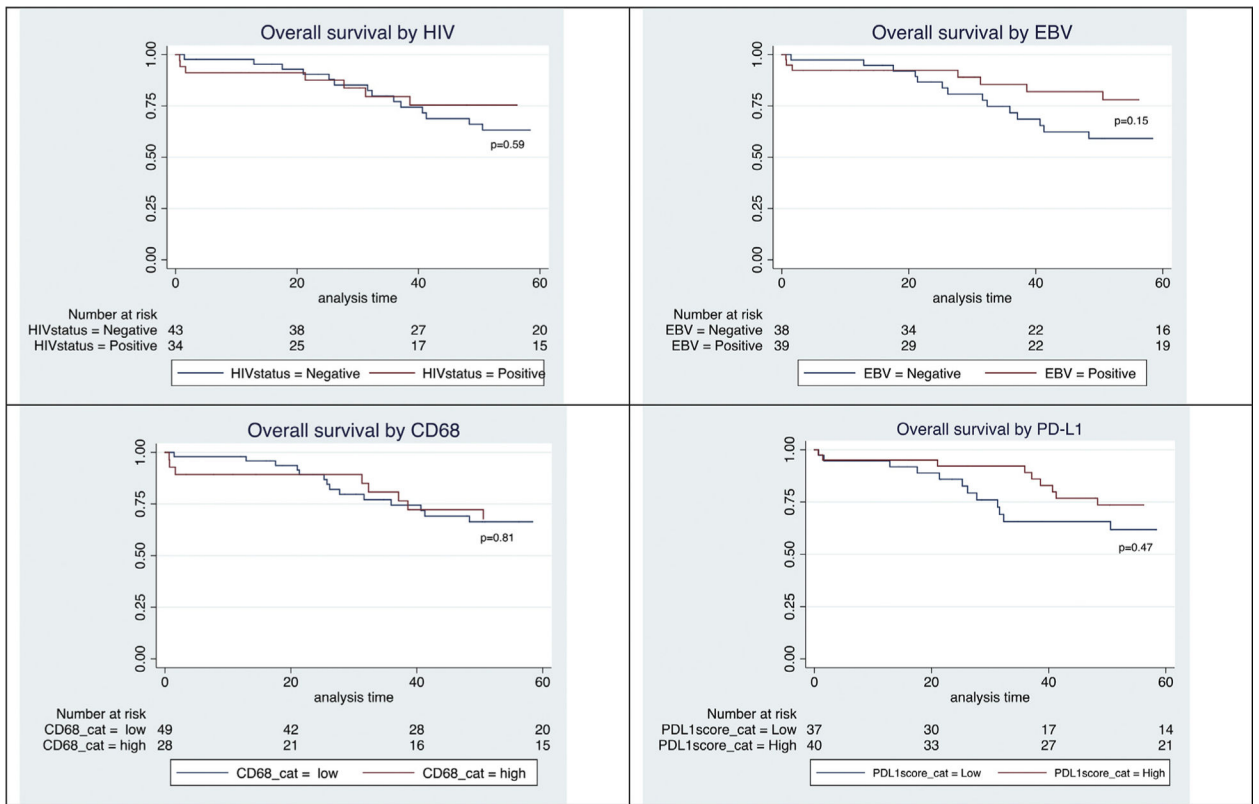 Overall survival by HIV
1.00
0.75
0.50
0.25
0.00
p=0.59
0 20 40 60
analysis time
Number at risk
HIVstatus = Negative 43 38 27 20
HIVstatus = Positive 34 25 17 15
HIVstatus = Negative HIVstatus = Positive
Overall survival by EBV
1.00
0.75
0.50
0.25
0.00
p=0.15
0 20 40 60
analysis time
Number at risk
EBV = Negative 38 34 22 16
EBV = Positive 39 29 22 19
EBV = Negative EBV = Positive
Overall survival by CD68
1.00
0.75
0.50
0.25
0.00
p=0.81
0 20 40 60
analysis time
Number at risk
CD68_cat = low 49 42 28 20
CD68_cat = high 28 21 16 15
CD68_cat = low CD68_cat = high
Overall survival by PD-L1
1.00
0.75
0.50
0.25
0.00
p=0.47
0 20 40 60
analysis time
Number at risk
PDL1score_cat = Low 37 30 17 14
PDL1score_cat = High 40 33 27 21
PDL1score_cat = Low PDL1score_cat = High